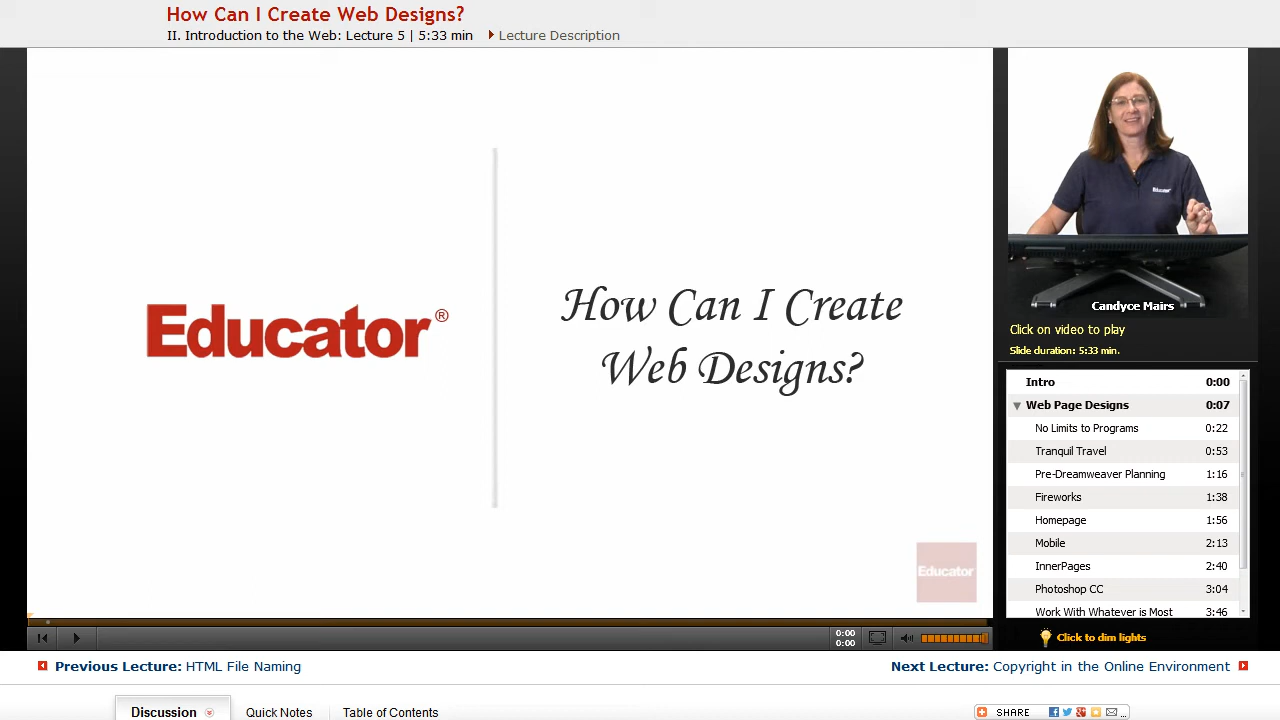 How Can I Create Web Designs?
II. Introduction to the Web: Lecture 5 | 5:33 min
Lecture Description
Educator®
How Can I Create
Web Designs?
Educator
Educator
Candyce Mairs
Click on video to play
Slide duration: 5:33 min.
Intro 0:00
Web Page Designs 0:07
No Limits to Programs 0:22
Tranquil Travel 0:53
Pre-Dreamweaver Planning 1:16
Fireworks 1:38
Homepage 1:56
Mobile 2:13
InnerPages 2:40
Photoshop CC 3:04
Work With Whatever is Most 3:46
0:00
0:00
Click to dim lights
Previous Lecture: HTML File Naming
Next Lecture: Copyright in the Online Environment
Discussion
Quick Notes
Table of Contents
SHARE